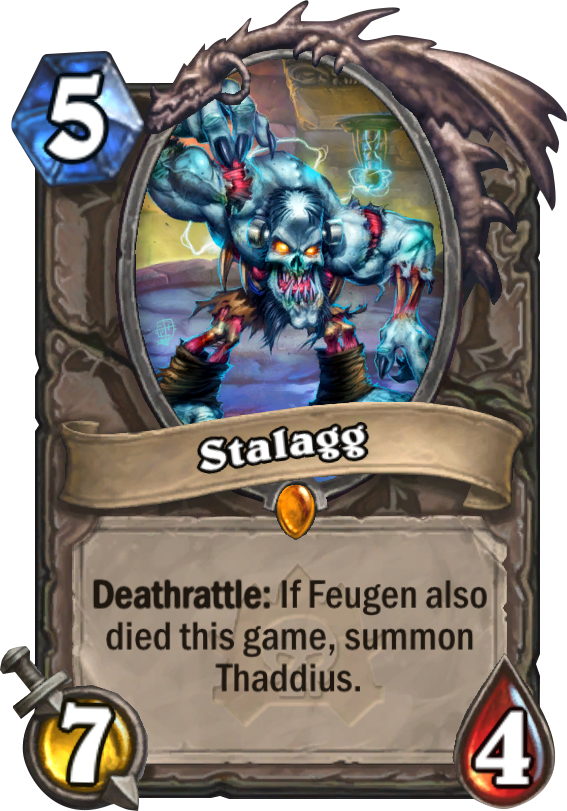 5
Stalagg
Deathrattle: If Feugen also
died this game, summon
Thaddius.
7
4